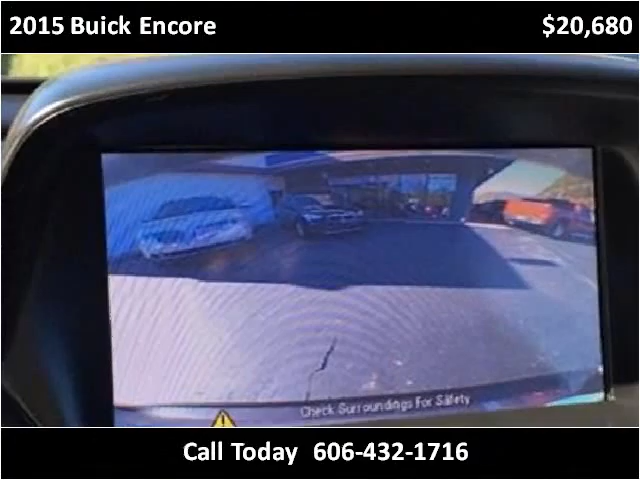 2015 Buick Encore $20,680
Check Surroundings For Safety
Call Today 606-432-1716